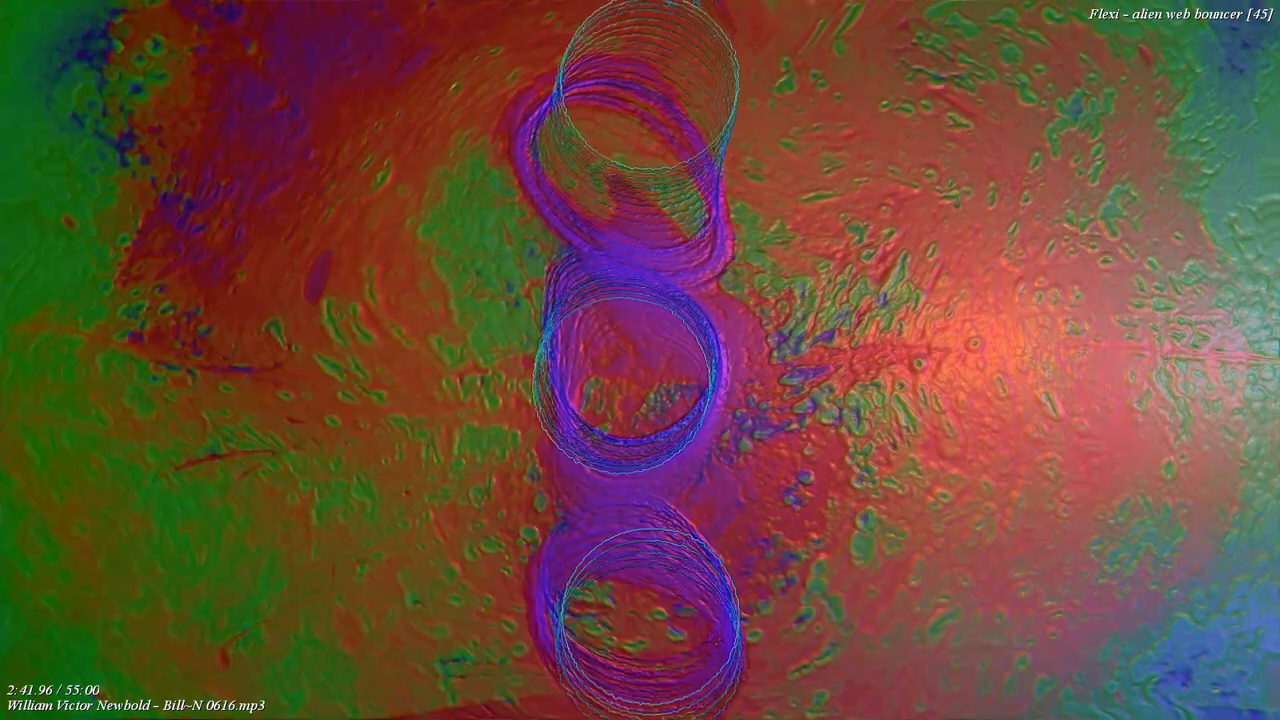 Flexi - alien web bouncer [45]
2:41.96 / 55:00
William Victor Newbold - Bill~N 0616.mp3